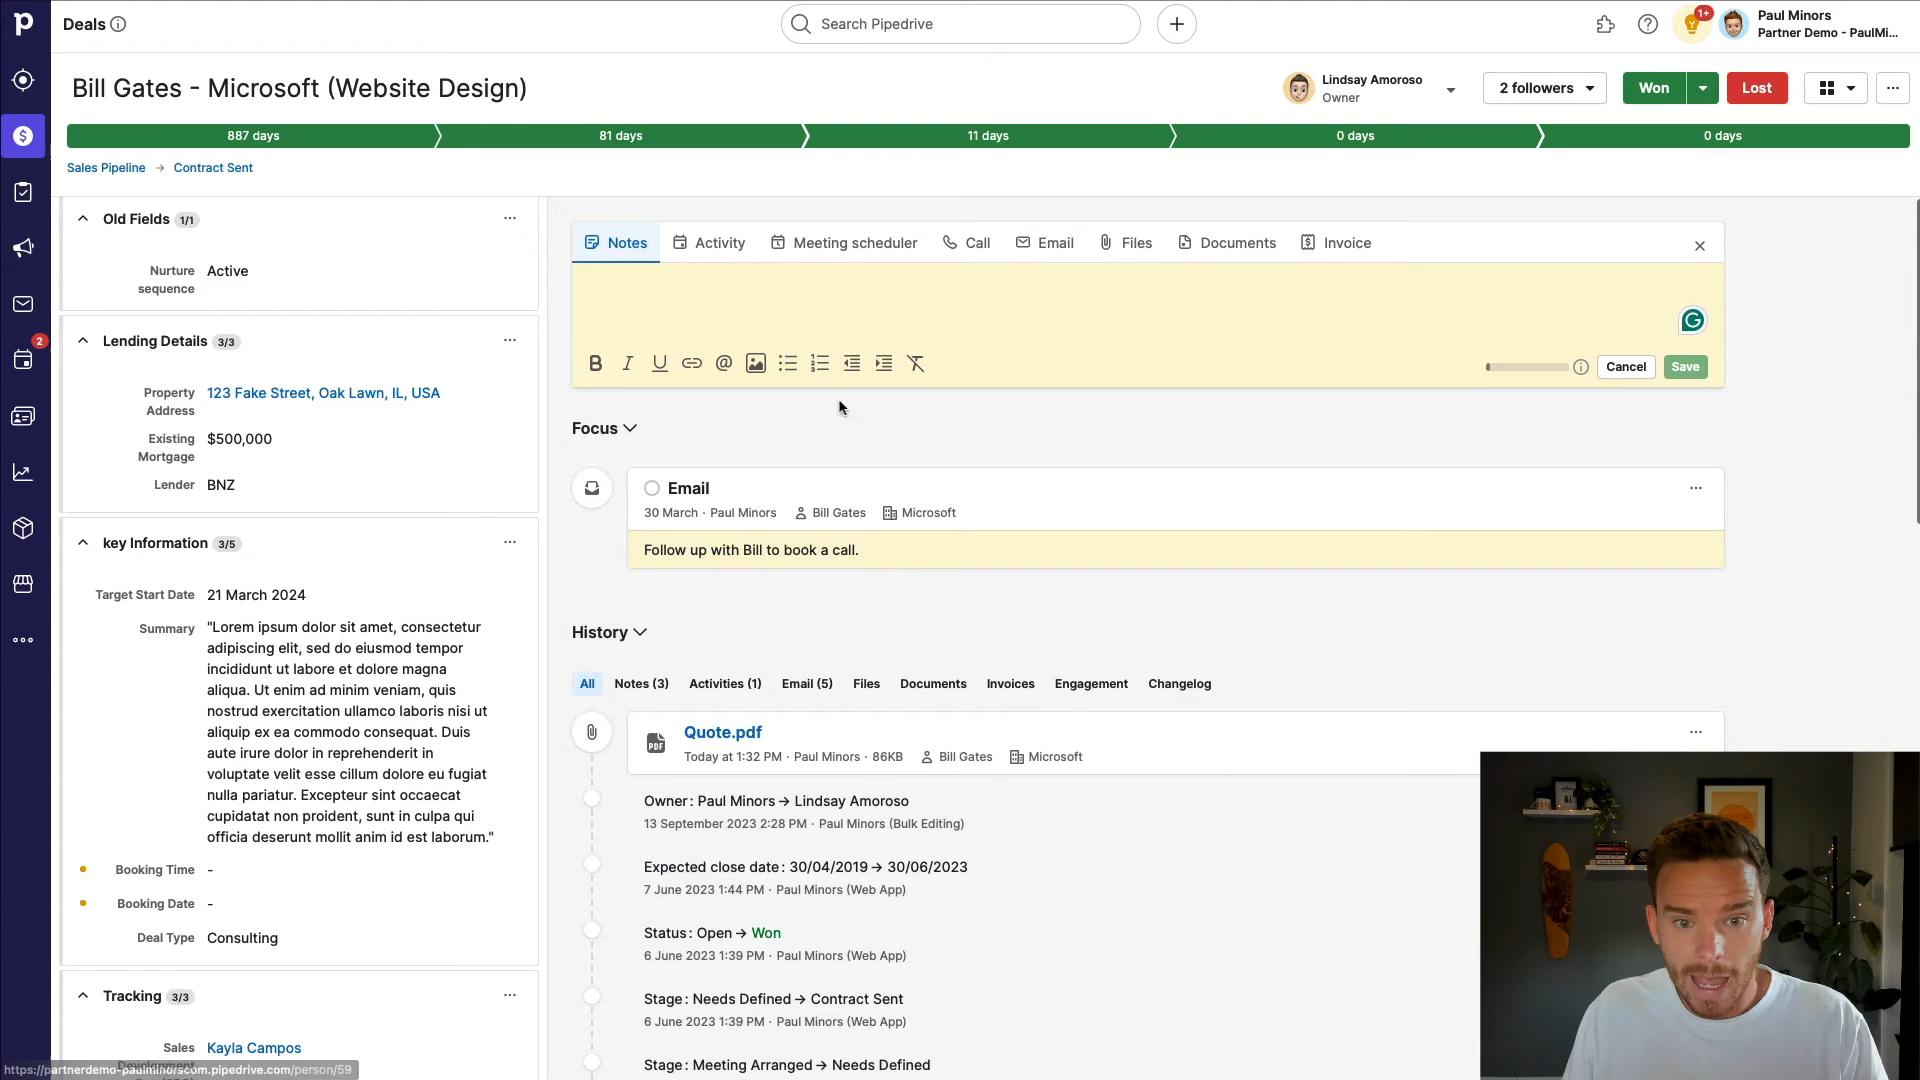 Deals
Search Pipedrive
1+
Paul Minors
Partner Demo - PaulMi...
Bill Gates - Microsoft (Website Design)
Lindsay Amoroso
Owner
2 followers
Won
Lost
887 days
81 days
11 days
0 days
0 days
Sales Pipeline → Contract Sent
2
Old Fields 1/1
Nurture sequence Active
Lending Details 3/3
Property Address 123 Fake Street, Oak Lawn, IL, USA
Existing Mortgage $500,000
Lender BNZ
key Information 3/5
Target Start Date 21 March 2024
Summary "Lorem ipsum dolor sit amet, consectetur
adipiscing elit, sed do eiusmod tempor
incididunt ut labore et dolore magna
aliqua. Ut enim ad minim veniam, quis
nostrud exercitation ullamco laboris nisi ut
aliquip ex ea commodo consequat. Duis
aute irure dolor in reprehenderit in
voluptate velit esse cillum dolore eu fugiat
nulla pariatur. Excepteur sint occaecat
cupidatat non proident, sunt in culpa qui
officia deserunt mollit anim id est laborum."
Booking Time -
Booking Date -
Deal Type Consulting
Tracking 3/3
Sales Kayla Campos
Notes Activity Meeting scheduler Call Email Files Documents Invoice
B I U
Cancel Save
Focus
Email
30 March · Paul Minors Bill Gates Microsoft
Follow up with Bill to book a call.
History
All Notes (3) Activities (1) Email (5) Files Documents Invoices Engagement Changelog
PDF
Quote.pdf
Today at 1:32 PM · Paul Minors · 86KB Bill Gates Microsoft
Owner: Paul Minors → Lindsay Amoroso
13 September 2023 2:28 PM · Paul Minors (Bulk Editing)
Expected close date: 30/04/2019 → 30/06/2023
7 June 2023 1:44 PM · Paul Minors (Web App)
Status: Open → Won
6 June 2023 1:39 PM · Paul Minors (Web App)
Stage: Needs Defined → Contract Sent
6 June 2023 1:39 PM · Paul Minors (Web App)
Stage: Meeting Arranged → Needs Defined